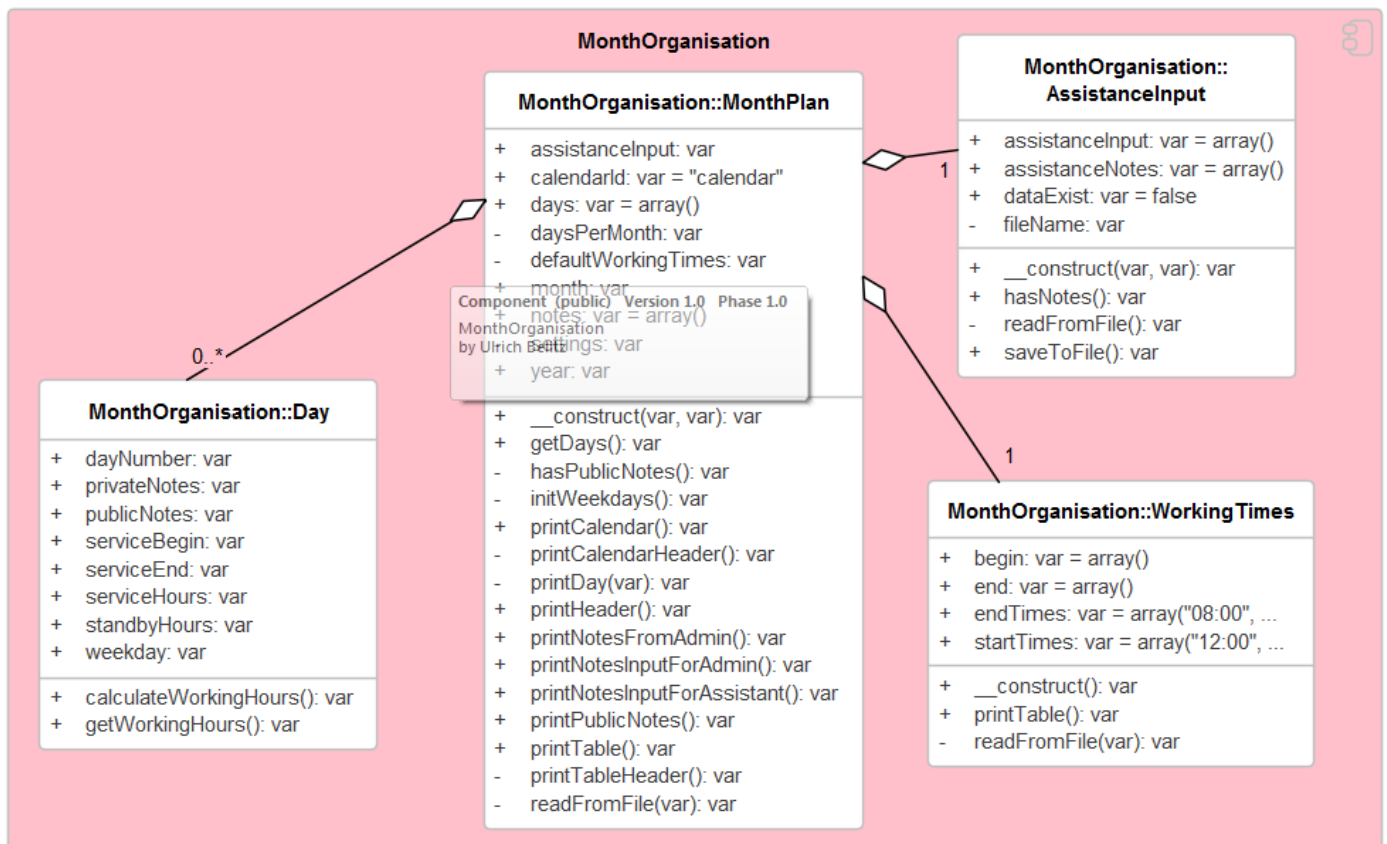 MonthOrganisation
MonthOrganisation::MonthPlan
+ assistanceInput: var
+ calendarId: var = "calendar"
+ days: var = array()
- daysPerMonth: var
- defaultWorkingTimes: var
+ month: var
+ notes: var = array()
settings: var
+ year: var
Component (public) Version 1.0 Phase 1.0
MonthOrganisation
by Ulrich Belitz
+ __construct(var, var): var
+ getDays(): var
- hasPublicNotes(): var
- initWeekdays(): var
+ printCalendar(): var
- printCalendarHeader(): var
- printDay(var): var
+ printHeader(): var
+ printNotesFromAdmin(): var
+ printNotesInputForAdmin(): var
+ printNotesInputForAssistant(): var
+ printPublicNotes(): var
+ printTable(): var
- printTableHeader(): var
- readFromFile(var): var
MonthOrganisation::
AssistanceInput
+ assistanceInput: var = array()
+ assistanceNotes: var = array()
+ dataExist: var = false
- fileName: var
+ __construct(var, var): var
+ hasNotes(): var
- readFromFile(): var
+ saveToFile(): var
1
0..*
1
MonthOrganisation::Day
+ dayNumber: var
+ privateNotes: var
+ publicNotes: var
+ serviceBegin: var
+ serviceEnd: var
+ serviceHours: var
+ standbyHours: var
+ weekday: var
+ calculateWorkingHours(): var
+ getWorkingHours(): var
MonthOrganisation::WorkingTimes
+ begin: var = array()
+ end: var = array()
+ endTimes: var = array("08:00", ...
+ startTimes: var = array("12:00", ...
+ __construct(): var
+ printTable(): var
- readFromFile(var): var